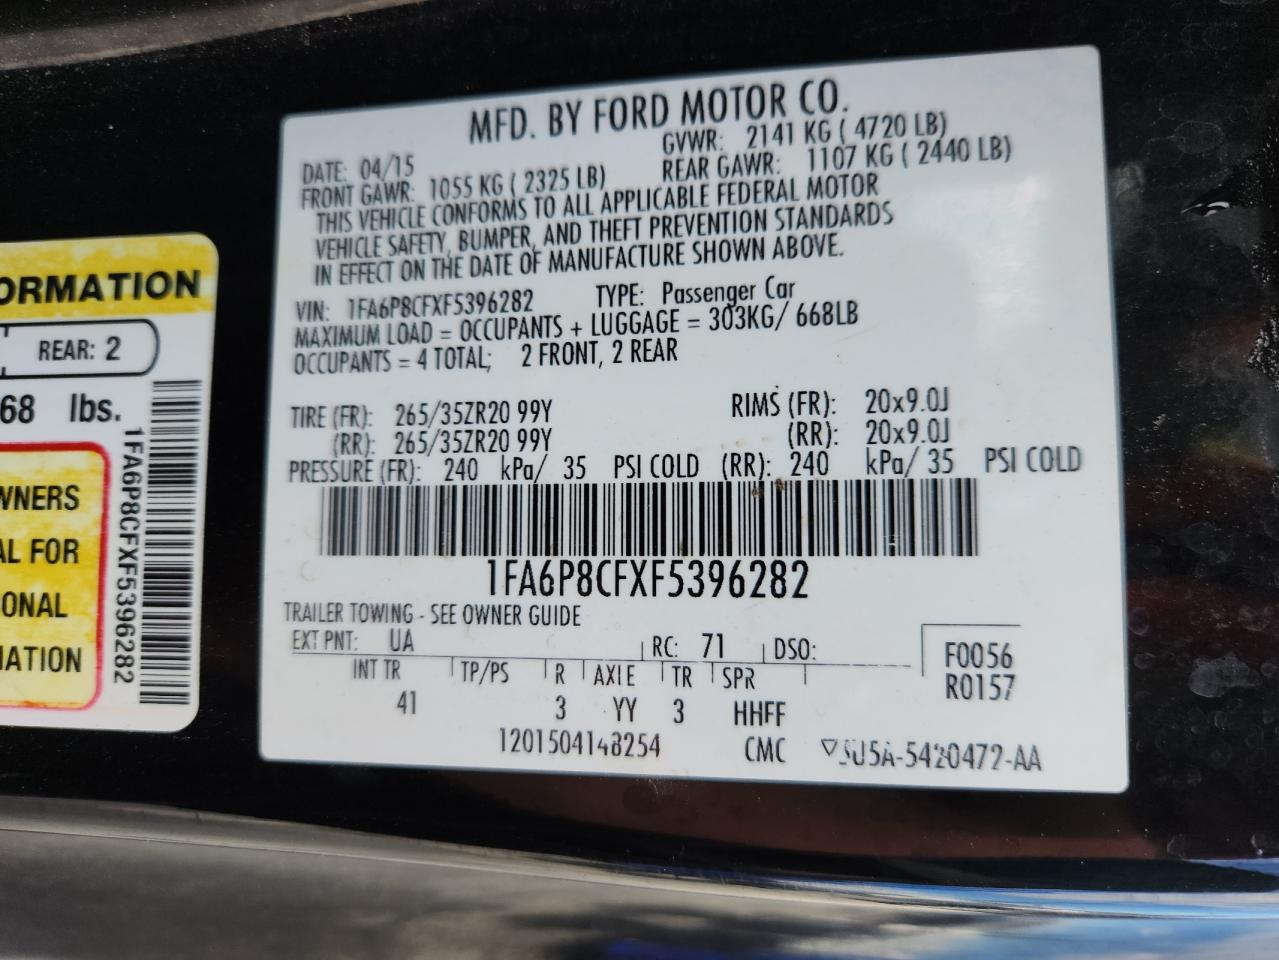 MFD. BY FORD MOTOR CO.
DATE: 04/15
GVWR: 2141 KG ( 4720 LB)
FRONT GAWR: 1055 KG ( 2325 LB)
REAR GAWR: 1107 KG ( 2440 LB)
THIS VEHICLE CONFORMS TO ALL APPLICABLE FEDERAL MOTOR
VEHICLE SAFETY, BUMPER, AND THEFT PREVENTION STANDARDS
IN EFFECT ON THE DATE OF MANUFACTURE SHOWN ABOVE.
VIN: 1FA6P8CFXF5396282 TYPE: Passenger Car
MAXIMUM LOAD = OCCUPANTS + LUGGAGE = 303KG/ 668LB
OCCUPANTS = 4 TOTAL; 2 FRONT, 2 REAR
TIRE (FR): 265/35ZR20 99Y RIMS (FR): 20x9.0J
(RR): 265/35ZR20 99Y (RR): 20x9.0J
PRESSURE (FR): 240 kPa/ 35 PSI COLD (RR): 240 kPa/ 35 PSI COLD
1FA6P8CFXF5396282
TRAILER TOWING - SEE OWNER GUIDE
EXT PNT: UA RC: 71 DSO:
F0056
R0157
INT TR TP/PS R AXLE TR SPR
41 3 YY 3 HHFF
1201504148254 CMC ▽5U5A-5420472-AA
ORMATION
REAR: 2
68 lbs.
1FA6P8CFXF5396282
WNERS
AL FOR
ONAL
MATION